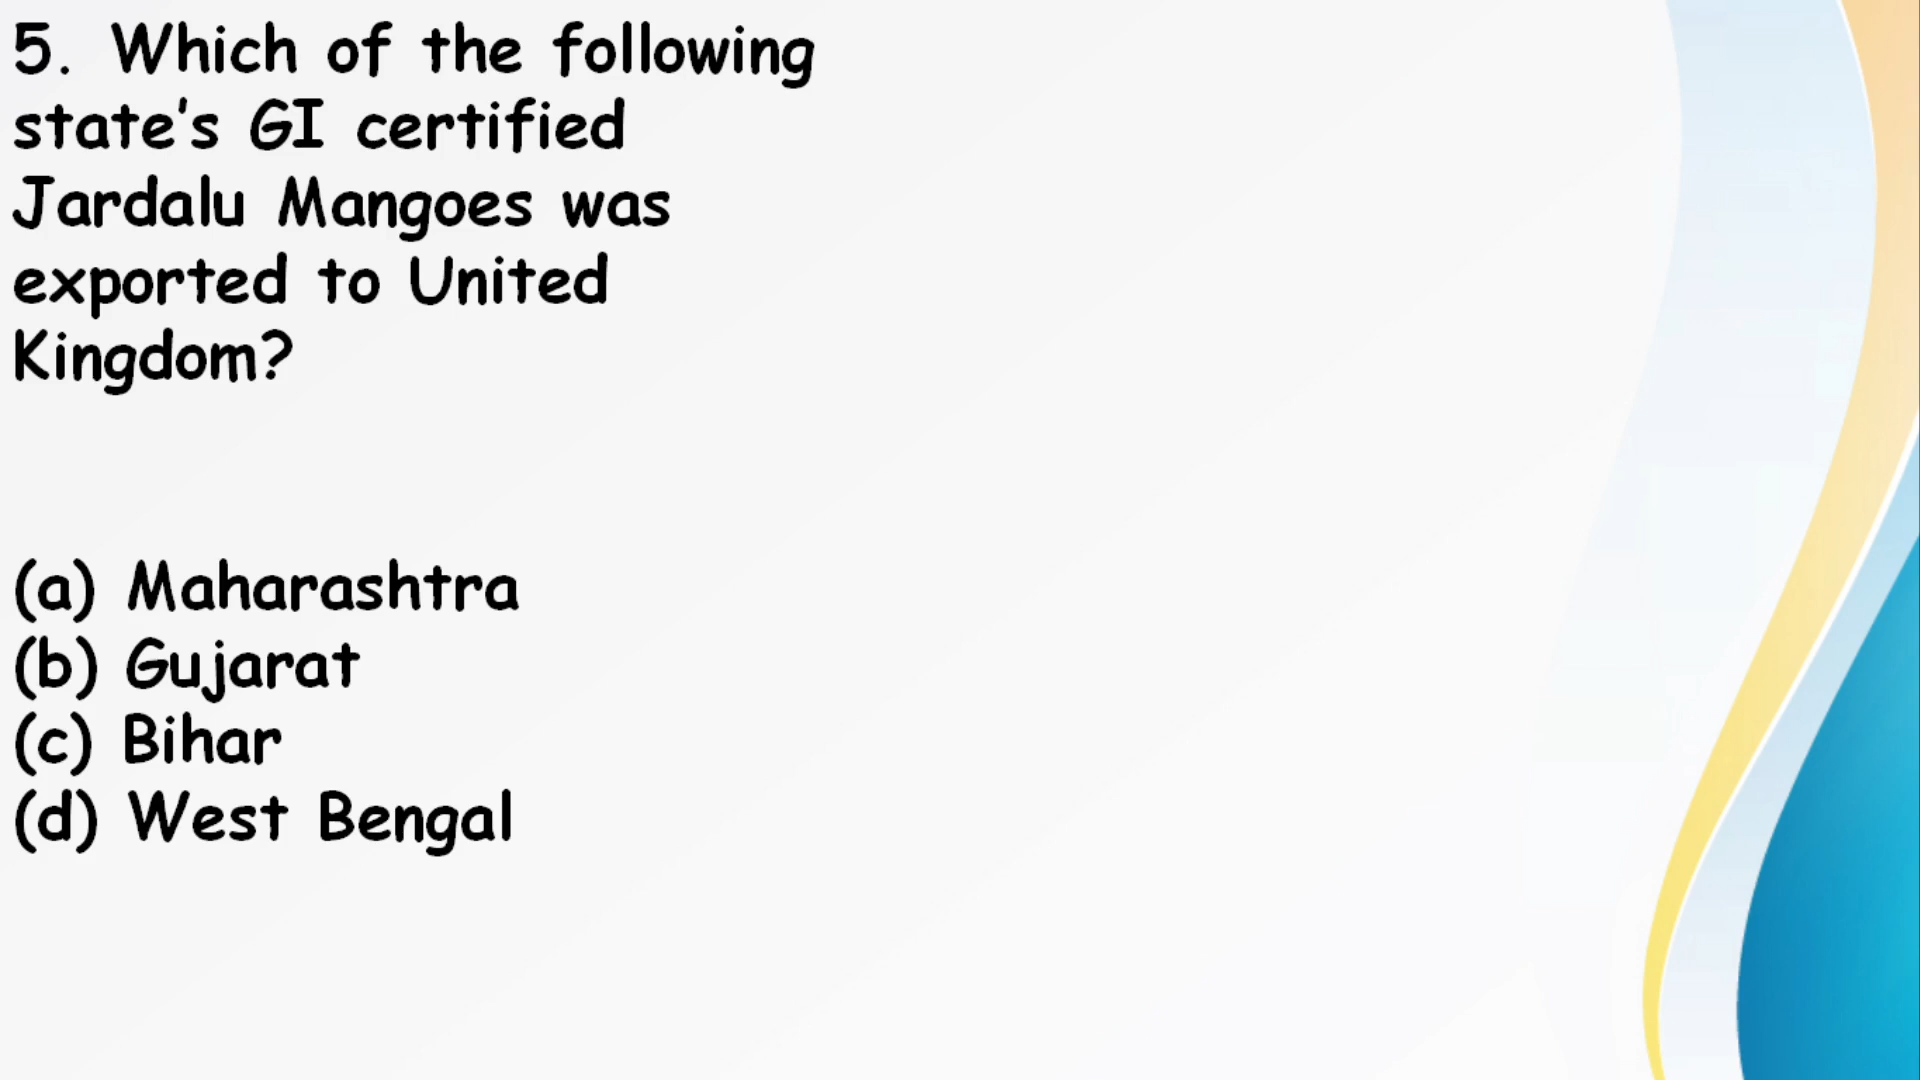 5. Which of the following
state's GI certified
Jardalu Mangoes was
exported to United
Kingdom?
(a) Maharashtra
(b) Gujarat
(c) Bihar
(d) West Bengal